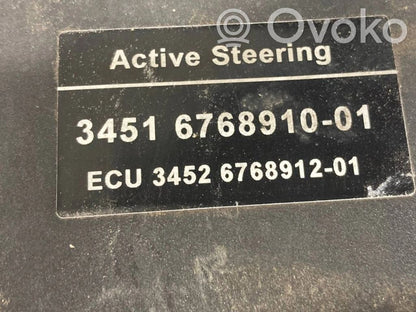 Ovoko
Active Steering
3451 6768910-01
ECU 3452 6768912-01